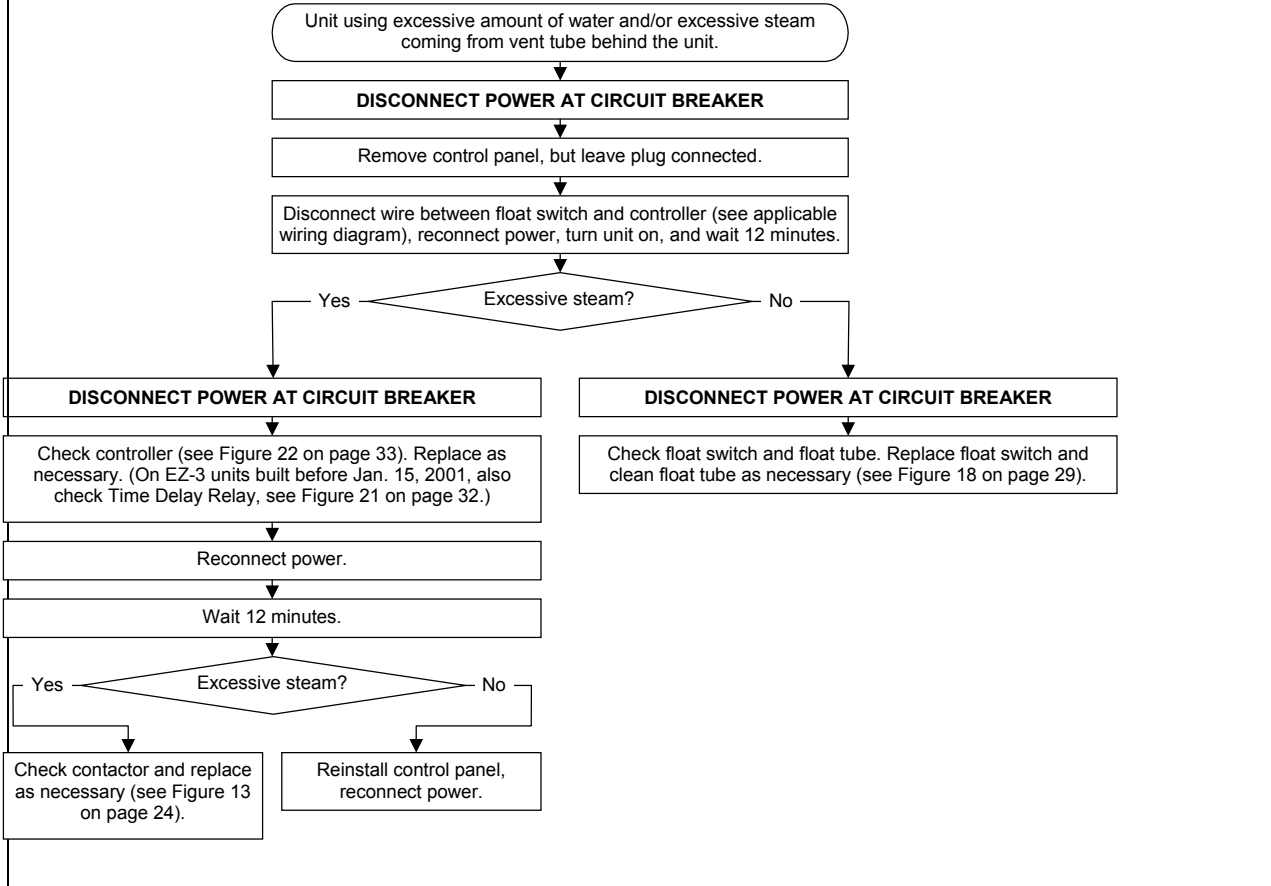 Unit using excessive amount of water and/or excessive steam
coming from vent tube behind the unit.
DISCONNECT POWER AT CIRCUIT BREAKER
Remove control panel, but leave plug connected.
Disconnect wire between float switch and controller (see applicable
wiring diagram), reconnect power, turn unit on, and wait 12 minutes.
Yes
Excessive steam?
No
DISCONNECT POWER AT CIRCUIT BREAKER
Check controller (see Figure 22 on page 33). Replace as
necessary. (On EZ-3 units built before Jan. 15, 2001, also
check Time Delay Relay, see Figure 21 on page 32.)
Reconnect power.
Wait 12 minutes.
Yes
Excessive steam?
No
Check contactor and replace
as necessary (see Figure 13
on page 24).
Reinstall control panel,
reconnect power.
DISCONNECT POWER AT CIRCUIT BREAKER
Check float switch and float tube. Replace float switch and
clean float tube as necessary (see Figure 18 on page 29).